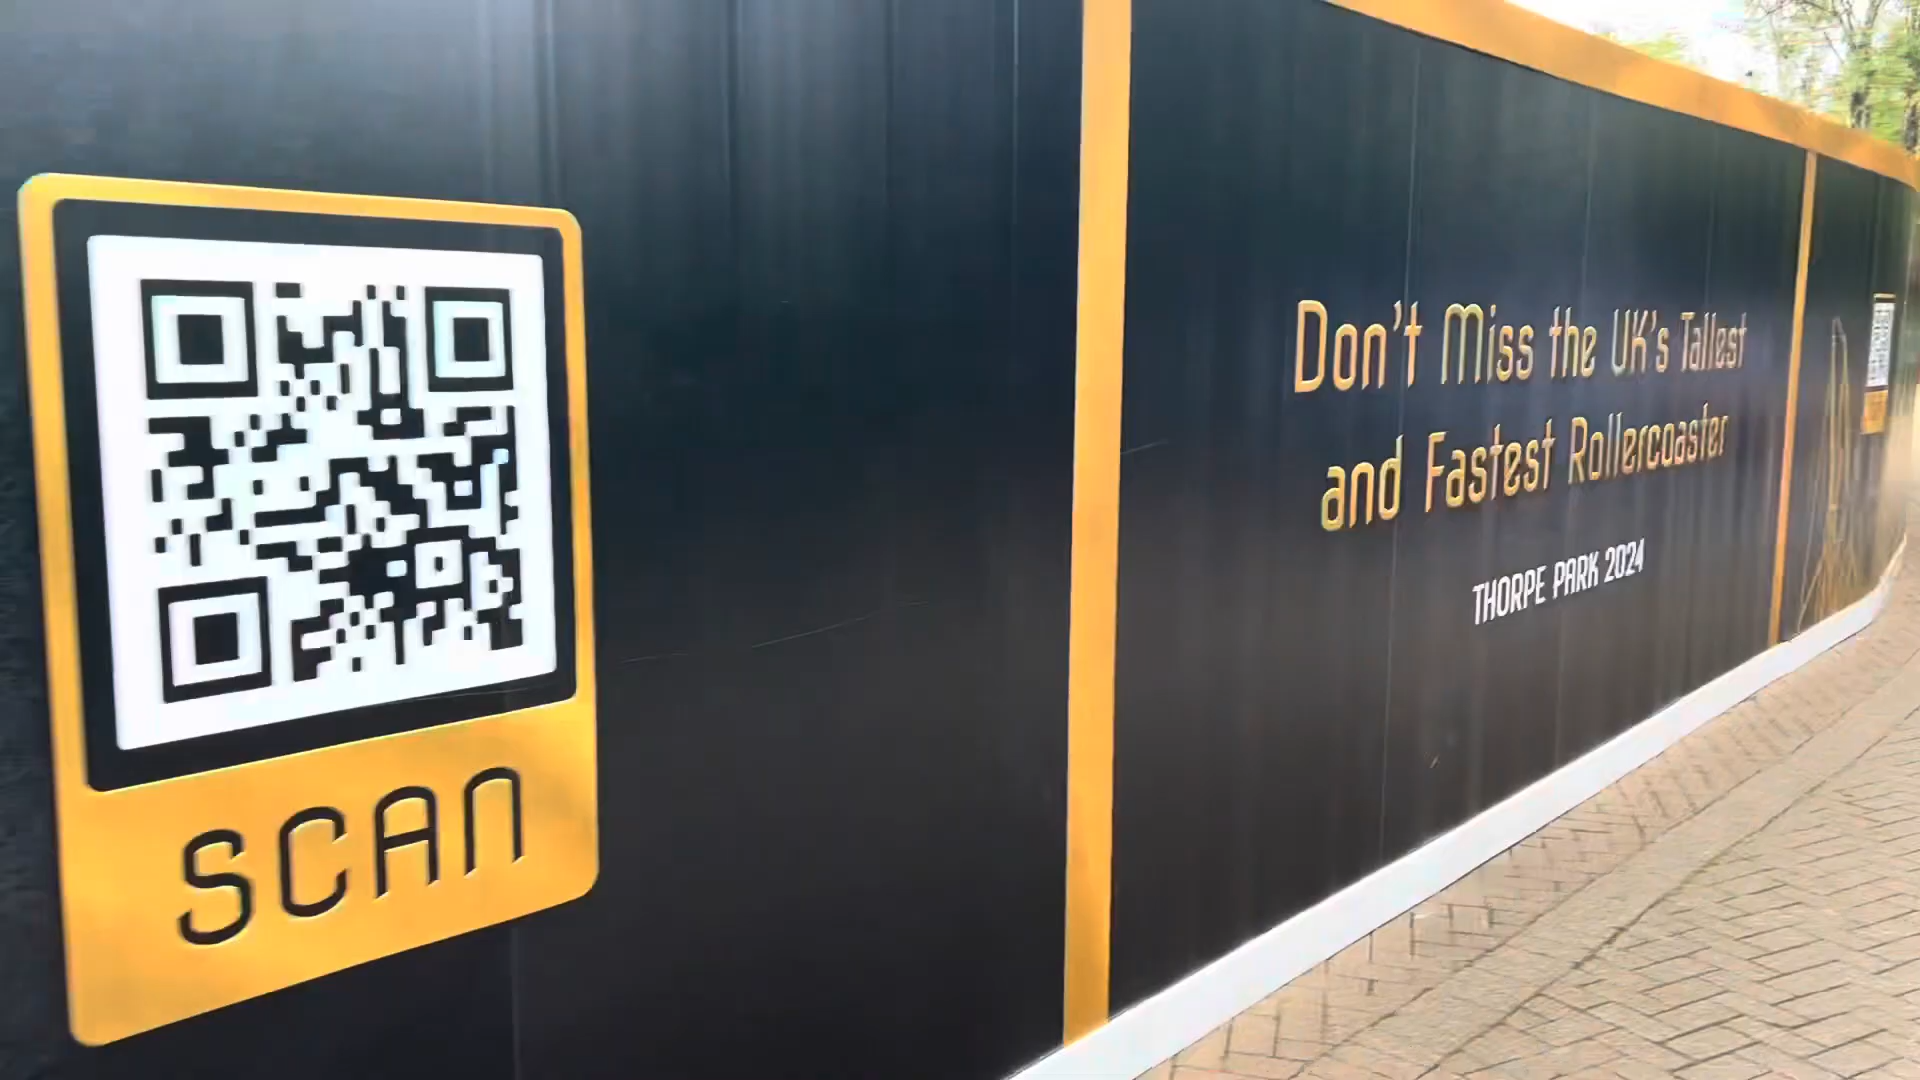 SCAN
Don't Miss the UK's Tallest
and Fastest Rollercoaster
THORPE PARK 2024